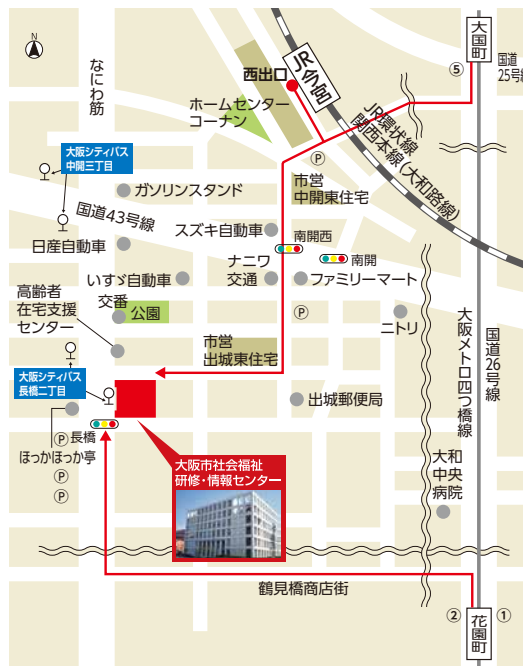 N
なにわ筋
西出口
JR今宮
大国町
⑤
国道
25号線
ホームセンター
コーナン
JR環状線
関西本線(大和路線)
Ⓟ
大阪シティバス
中開三丁目
ガソリンスタンド
市営
中開東住宅
国道43号線
スズキ自動車
日産自動車
南開西
南開
ナニワ
交通
ファミリーマート
いすゞ自動車
高齢者
在宅支援
センター
交番
公園
Ⓟ
ニトリ
市営
出城東住宅
大阪メトロ四つ橋線
国道26号線
大阪シティバス
長橋二丁目
出城郵便局
長橋
ほっかほっか亭
Ⓟ
Ⓟ
Ⓟ
大阪市社会福祉
研修・情報センター
大和
中央
病院
鶴見橋商店街
②
花園町
①